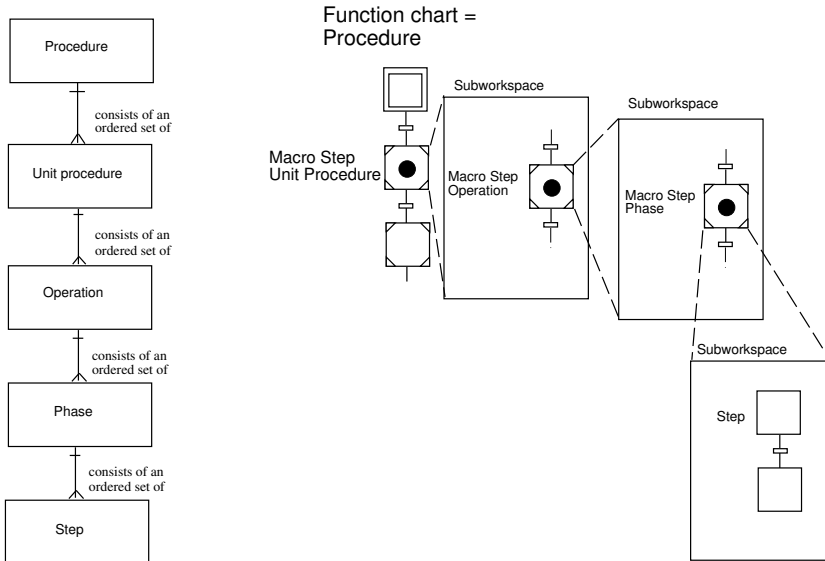 Procedure
consists of an
ordered set of
Unit procedure
consists of an
ordered set of
Operation
consists of an
ordered set of
Phase
consists of an
ordered set of
Step
Function chart =
Procedure
Subworkspace
Macro Step
Unit Procedure
Macro Step
Operation
Subworkspace
Macro Step
Phase
Subworkspace
Step